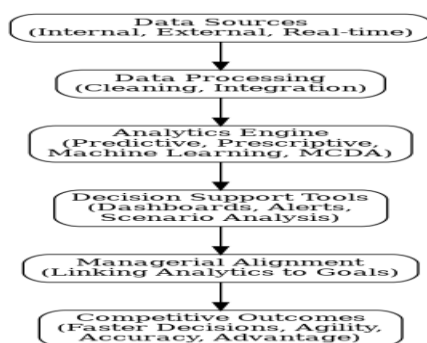 Data Sources
(Internal, External, Real-time)
Data Processing
(Cleaning, Integration)
Analytics Engine
(Predictive, Prescriptive,
Machine Learning, MCDA)
Decision Support Tools
(Dashboards, Alerts,
Scenario Analysis)
Managerial Alignment
(Linking Analytics to Goals)
Competitive Outcomes
(Faster Decisions, Agility,
Accuracy, Advantage)